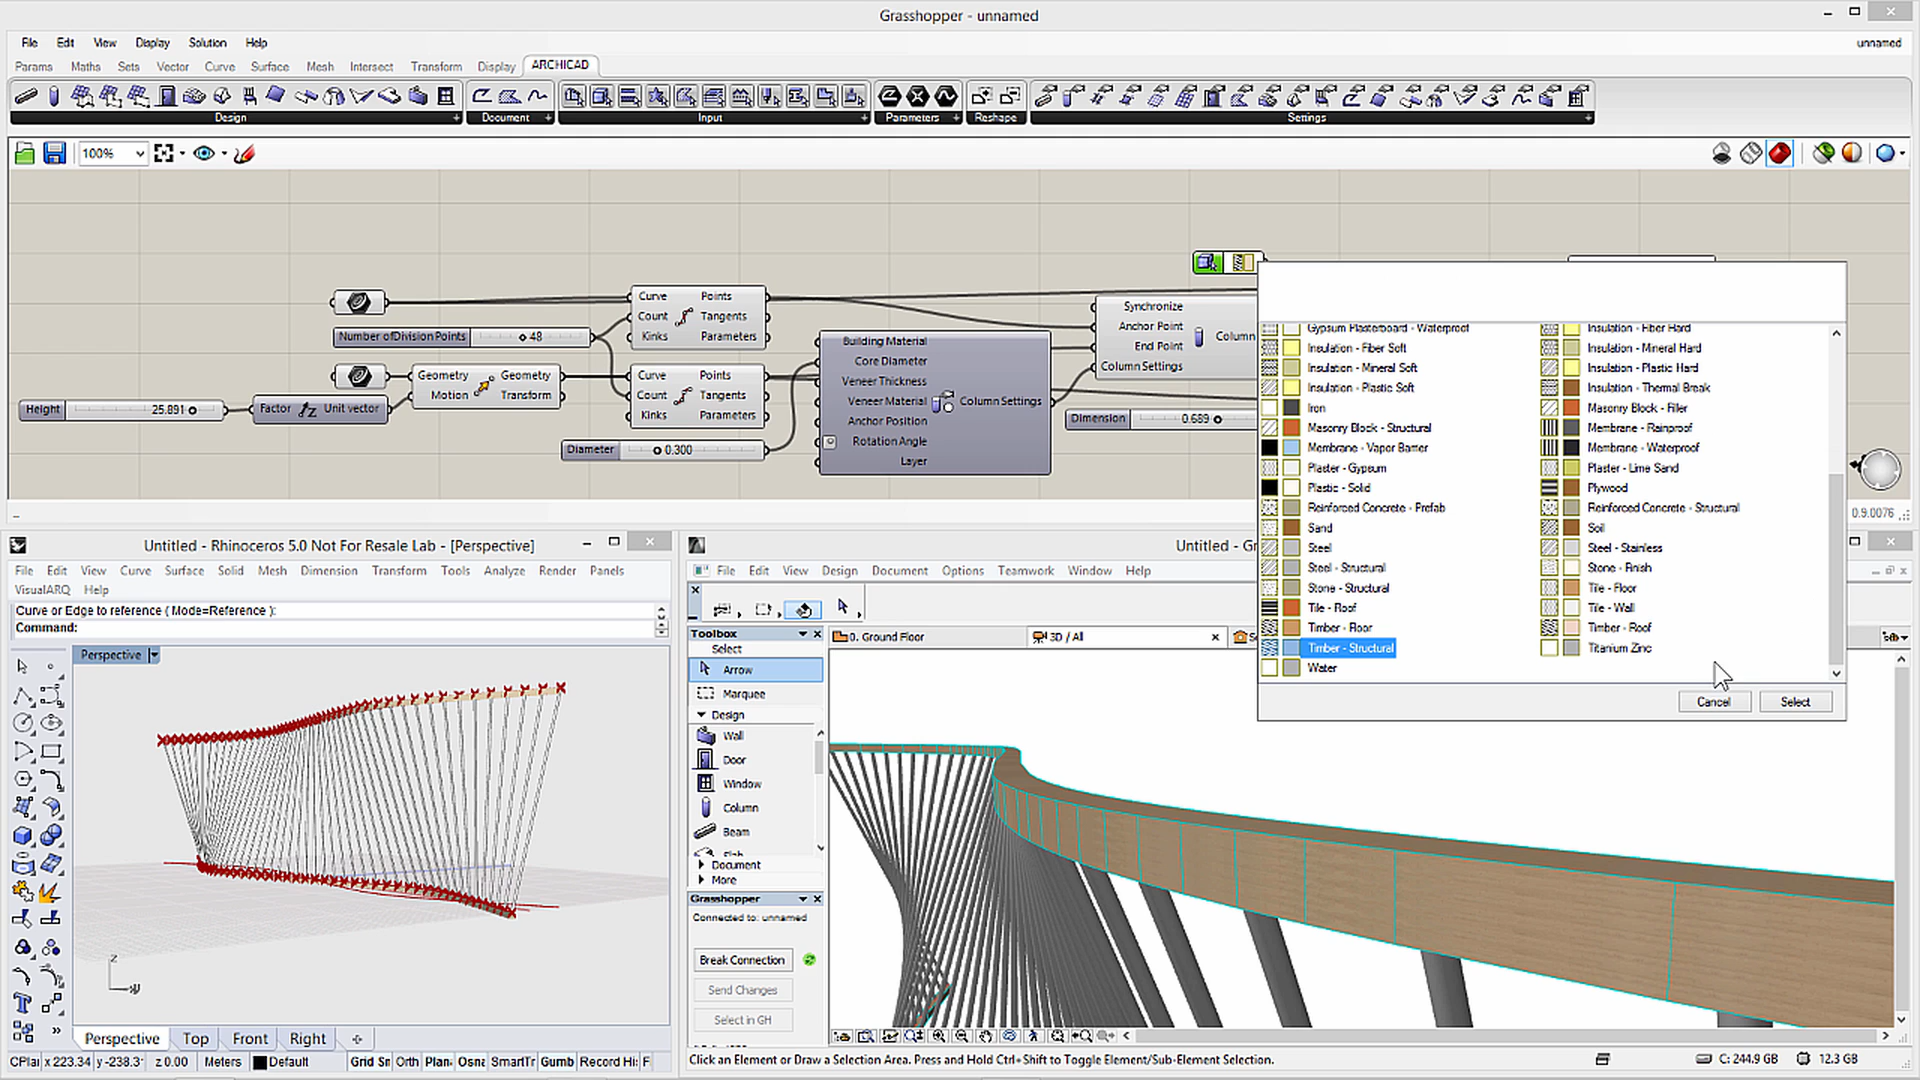 Grasshopper - unnamed
File Edit View Display Solution Help
unnamed
Params Maths Sets Vector Curve Surface Mesh Intersect Transform Display ARCHICAD
Design + Document + Input + Parameters + Reshape Settings +
100%
Curve Points
Count Tangents
Kinks Parameters
Number of Division Points 48
Geometry Geometry
Motion Transform
Curve Points
Count Tangents
Kinks Parameters
Height 25.891
Factor Unit vector
Diameter 0.300
Building Material
Core Diameter
Veneer Thickness
Veneer Material Column Settings
Anchor Position
Rotation Angle
Layer
Synchronize
Anchor Point
End Point Column
Column Settings
Dimension 0.689
0.9.0076
Gypsum Plasterboard - Waterproof Insulation - Fiber Hard
Insulation - Fiber Soft Insulation - Mineral Hard
Insulation - Mineral Soft Insulation - Plastic Hard
Insulation - Plastic Soft Insulation - Thermal Break
Iron Masonry Block - Filler
Masonry Block - Structural Membrane - Rainproof
Membrane - Vapor Barrier Membrane - Waterproof
Plaster - Gypsum Plaster - Lime Sand
Plastic - Solid Plywood
Reinforced Concrete - Prefab Reinforced Concrete - Structural
Sand Soil
Steel Steel - Stainless
Steel - Structural Stone - Finish
Stone - Structural Tile - Floor
Tile - Roof Tile - Wall
Timber - Floor Timber - Roof
Timber - Structural Titanium Zinc
Water
Cancel Select
Untitled - Rhinoceros 5.0 Not For Resale Lab - [Perspective]
File Edit View Curve Surface Solid Mesh Dimension Transform Tools Analyze Render Panels
VisualARQ Help
Curve or Edge to reference ( Mode=Reference ):
Command:
Perspective
z
y
Perspective Top Front Right
CPlan x 223.34 y -238.3 z 0.00 Meters Default Grid Sn Orth Plan Osna SmartTr Gumb Record Hi F
Untitled - Gr
File Edit View Design Document Options Teamwork Window Help
Toolbox
Select
Arrow
Marquee
Design
Wall
Door
Window
Column
Beam
Slab
Document
More
Grasshopper
Connected to: unnamed
Break Connection
Send Changes
Select in GH
0. Ground Floor 3D / All
Click an Element or Draw a Selection Area. Press and Hold Ctrl+Shift to Toggle Element/Sub-Element Selection.
C: 244.9 GB 12.3 GB